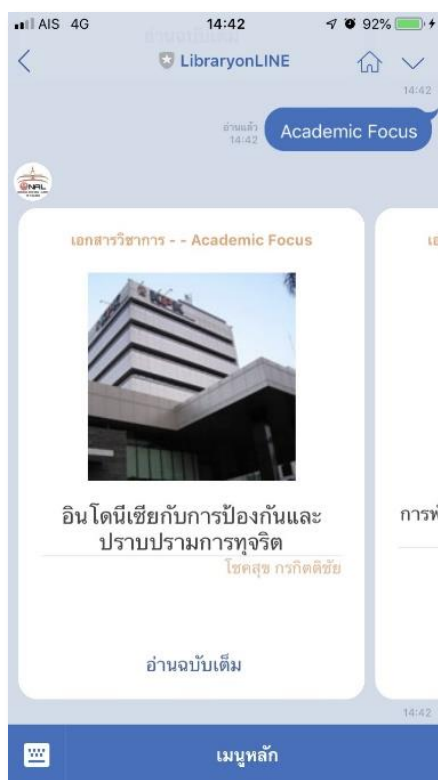 AIS 4G 14:42 92%
LibraryonLINE
14:42
อ่านแล้ว
14:42
Academic Focus
เอกสารวิชาการ - - Academic Focus
อินโดนีเซียกับการป้องกันและ
ปราบปรามการทุจริต
โชคสุข กรกิตติชัย
อ่านฉบับเต็ม
14:42
เมนูหลัก